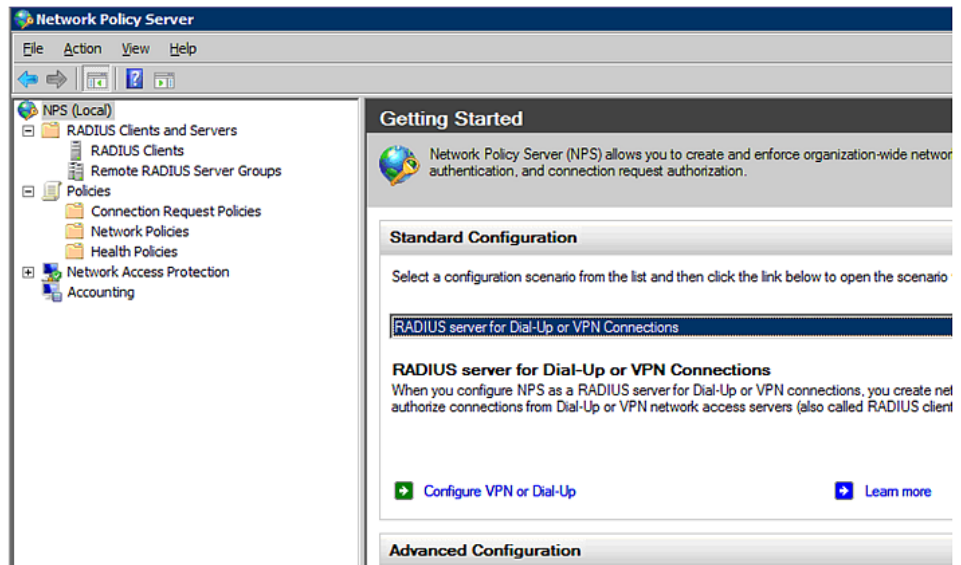 Network Policy Server
File Action View Help
NPS (Local)
RADIUS Clients and Servers
RADIUS Clients
Remote RADIUS Server Groups
Policies
Connection Request Policies
Network Policies
Health Policies
Network Access Protection
Accounting
Getting Started
Network Policy Server (NPS) allows you to create and enforce organization-wide networ
authentication, and connection request authorization.
Standard Configuration
Select a configuration scenario from the list and then click the link below to open the scenario
RADIUS server for Dial-Up or VPN Connections
RADIUS server for Dial-Up or VPN Connections
When you configure NPS as a RADIUS server for Dial-Up or VPN connections, you create net
authorize connections from Dial-Up or VPN network access servers (also called RADIUS client
Configure VPN or Dial-Up
Learn more
Advanced Configuration